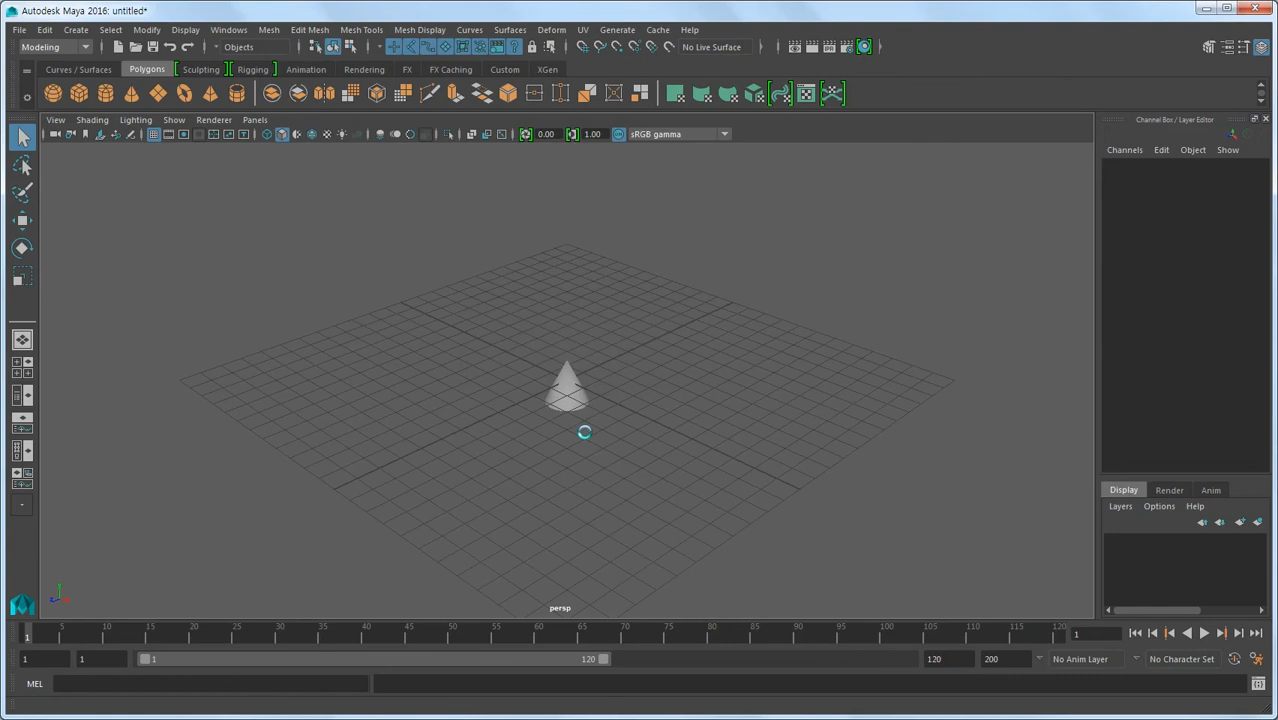 Autodesk Maya 2016: untitled*
File Edit Create Select Modify Display Windows Mesh Edit Mesh Mesh Tools Mesh Display Curves Surfaces Deform UV Generate Cache Help
Modeling Objects No Live Surface
Curves / Surfaces Polygons Sculpting Rigging Animation Rendering FX FX Caching Custom XGen
View Shading Lighting Show Renderer Panels
0.00 1.00 sRGB gamma
Channel Box / Layer Editor
Channels Edit Object Show
persp
Display Render Anim
Layers Options Help
1 5 10 15 20 25 30 35 40 45 50 55 60 65 70 75 80 85 90 95 100 105 110 115 120 1
1 1 1 120 120 200 No Anim Layer No Character Set
MEL